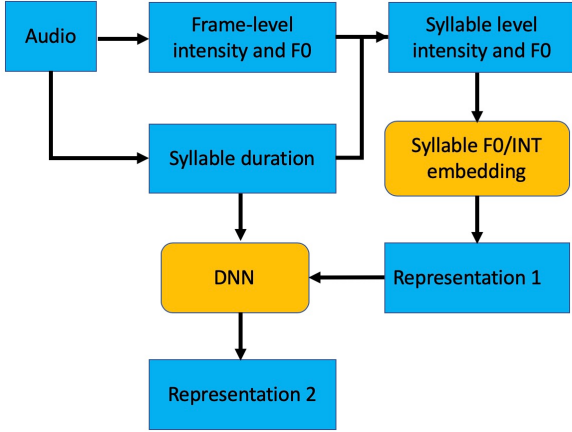 Audio
Frame-level
intensity and F0
Syllable level
intensity and F0
Syllable duration
Syllable F0/INT
embedding
DNN
Representation 1
Representation 2